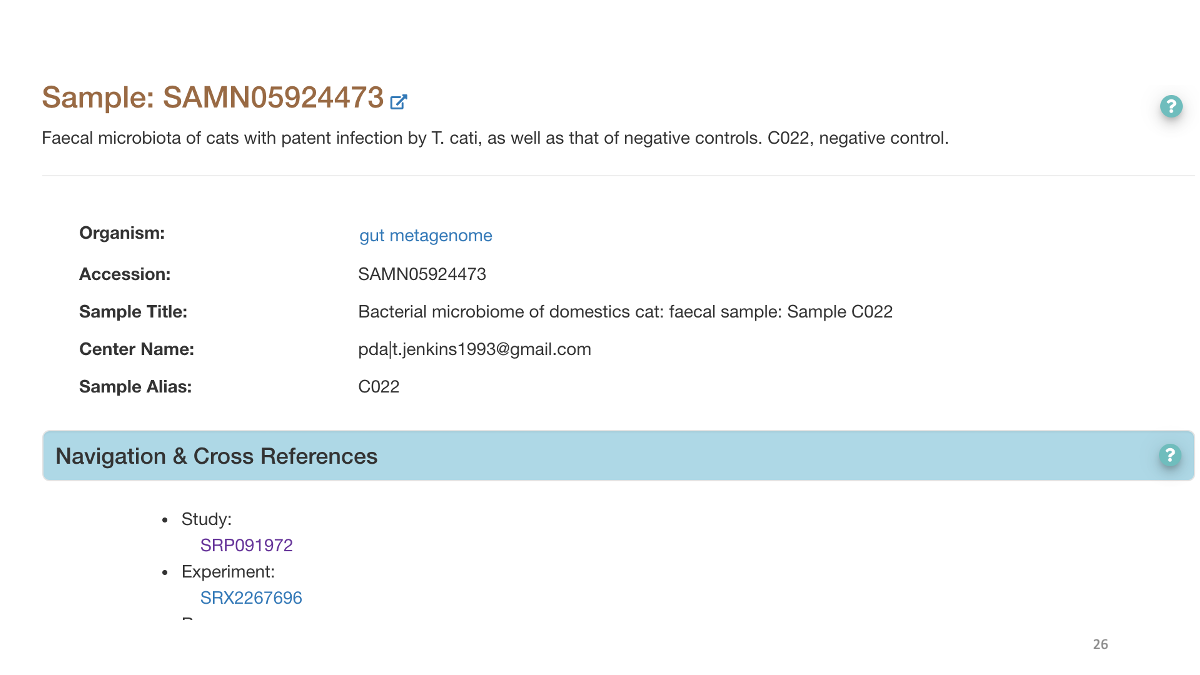 Sample: SAMN05924473
?
Faecal microbiota of cats with patent infection by T. cati, as well as that of negative controls. C022, negative control.
Organism: gut metagenome
Accession: SAMN05924473
Sample Title: Bacterial microbiome of domestics cat: faecal sample: Sample C022
Center Name: pda|t.jenkins1993@gmail.com
Sample Alias: C022
Navigation & Cross References ?
• Study:
SRP091972
• Experiment:
SRX2267696
26